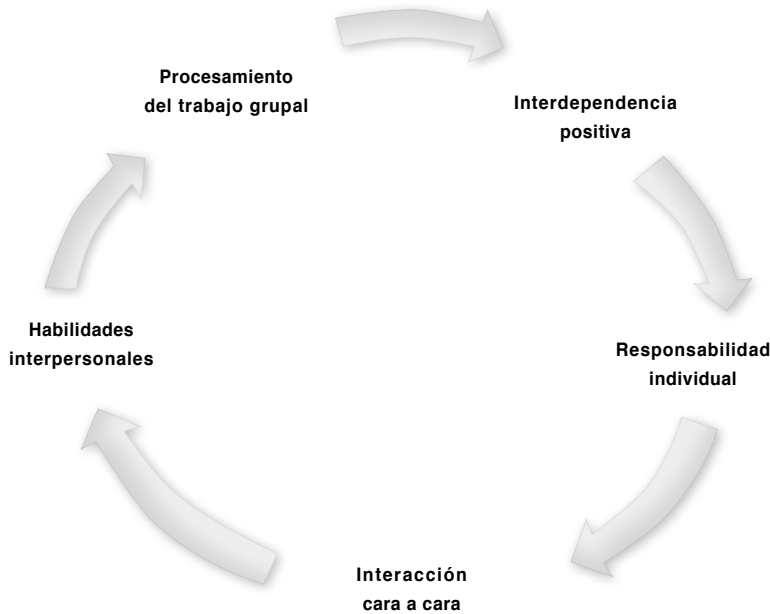 Procesamiento
del trabajo grupal
Interdependencia
positiva
Responsabilidad
individual
Interacción
cara a cara
Habilidades
interpersonales